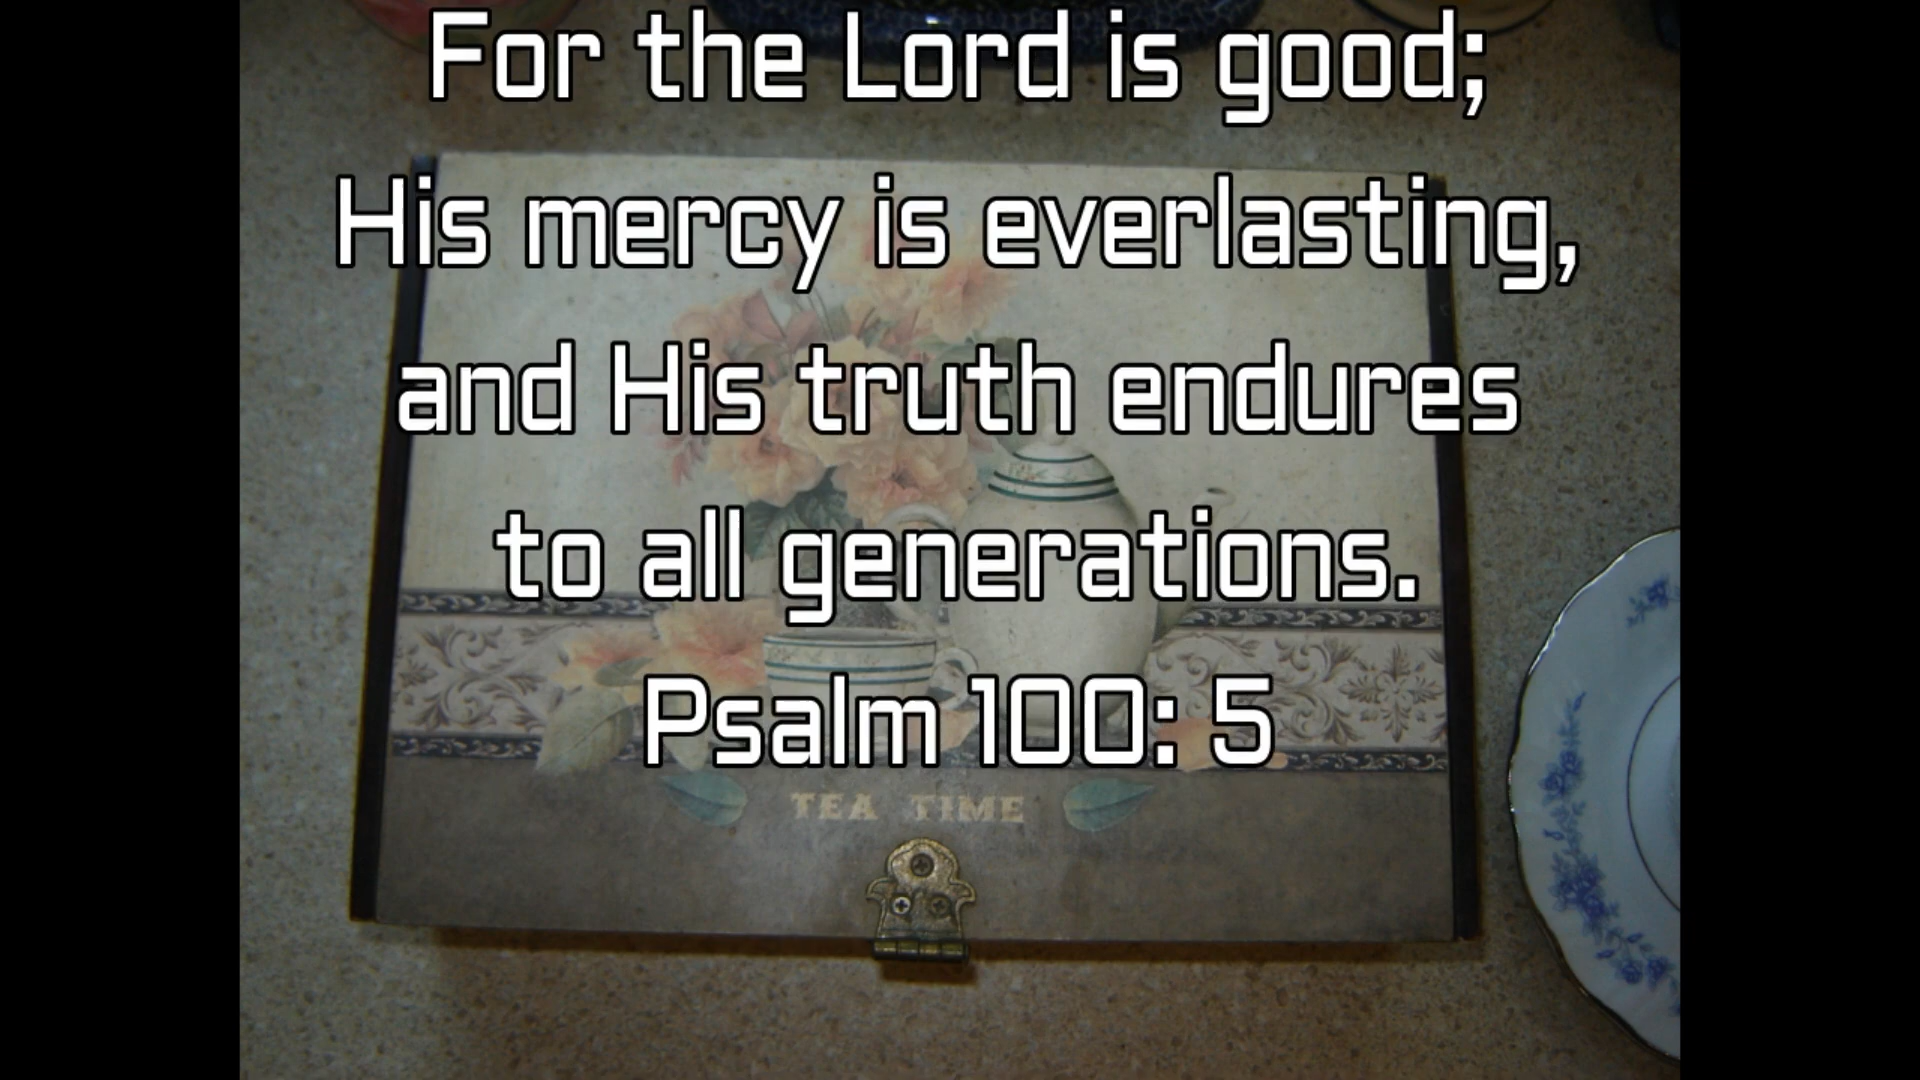 For the Lord is good;
His mercy is everlasting,
and His truth endures
to all generations.
Psalm 100: 5
TEA TIME